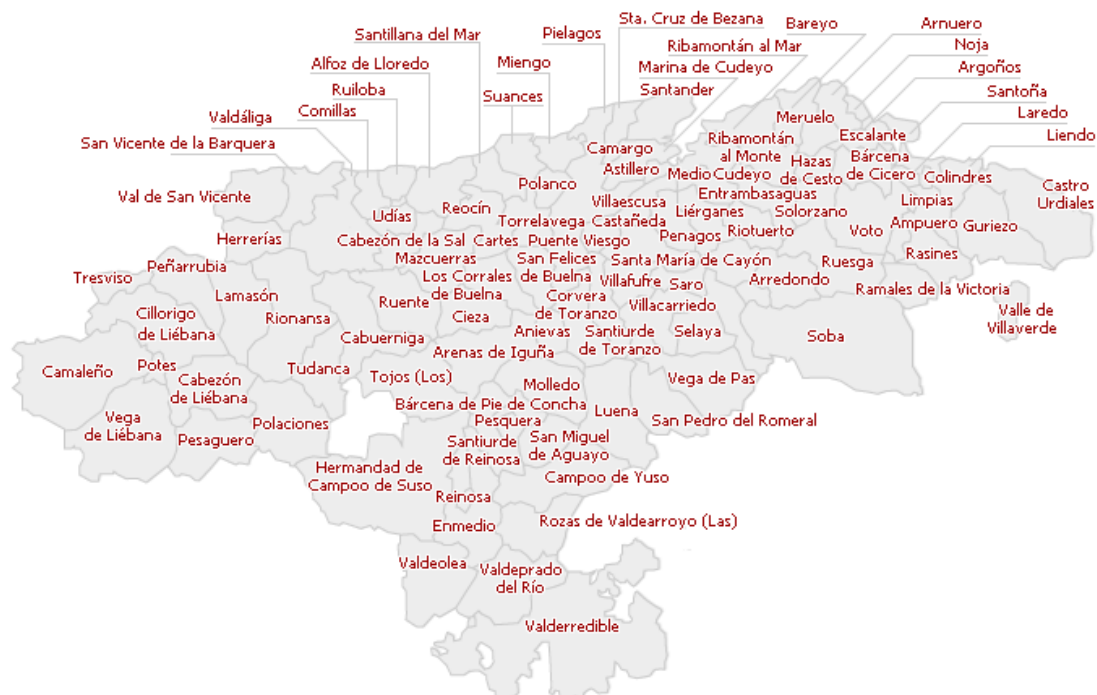 Sta. Cruz de Bezana
Bareyo
Arnuero
Santillana del Mar
Pielagos
Ribamontán al Mar
Noja
Alfoz de Lloredo
Miengo
Marina de Cudeyo
Argoños
Ruiloba
Suances
Santander
Santoña
Comillas
Laredo
Valdáliga
Meruelo
Liendo
San Vicente de la Barquera
Camargo
Ribamontán
al Monte
Escalante
Astillero
Medio Cudeyo
Hazas
de Cesto
Bárcena
de Cicero
Colindres
Castro
Urdiales
Val de San Vicente
Polanco
Villaescusa
Entrambasaguas
Limpias
Udías
Reocín
Torrelavega
Castañeda
Liérganes
Solorzano
Ampuero
Guriezo
Herrerías
Cabezón de la Sal
Cartes
Puente Viesgo
Penagos
Riotuerto
Voto
Rasines
Mazcuerras
San Felices
de Buelna
Santa María de Cayón
Ruesga
Tresviso
Peñarrubia
Los Corrales
de Buelna
Villafufre
Saro
Arredondo
Ramales de la Victoria
Lamasón
Ruente
Corvera
de Toranzo
Villacarriedo
Valle de
Villaverde
Cillorigo
de Liébana
Rionansa
Cieza
Cabuerniga
Anievas
Santiurde
de Toranzo
Selaya
Soba
Arenas de Iguña
Camaleño
Potes
Cabezón
de Liébana
Tudanca
Tojos (Los)
Molledo
Vega de Pas
Bárcena de Pie de Concha
Luena
Vega
de Liébana
Pesaguero
Polaciones
Pesquera
San Pedro del Romeral
Santiurde
de Reinosa
San Miguel
de Aguayo
Hermandad de
Campoo de Suso
Campoo de Yuso
Reinosa
Enmedio
Rozas de Valdearroyo (Las)
Valdeolea
Valdeprado
del Río
Valderredible